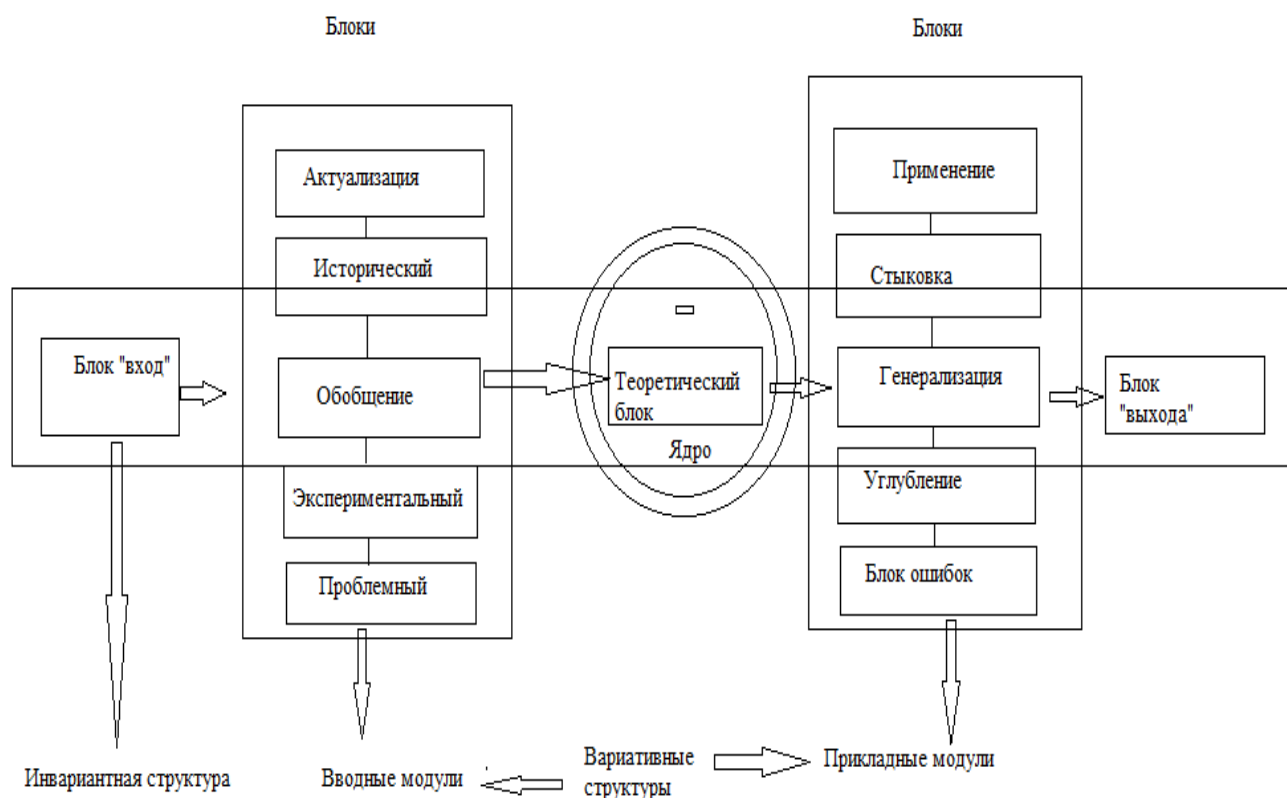 Блоки
Блоки
Актуализация
Исторический
Обобщение
Экспериментальный
Проблемный
Применение
Стыковка
Генерализация
Углубление
Блок ошибок
Блок "вход"
Теоретический
блок
Ядро
Блок
"выхода"
Инвариантная структура
Вводные модули
Вариативные
структуры
Прикладные модули